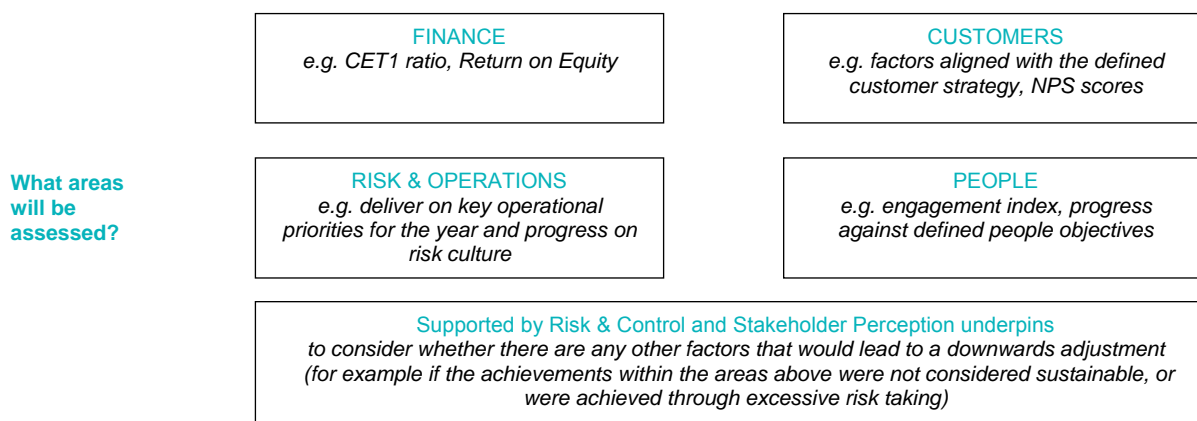 FINANCE
e.g. CET1 ratio, Return on Equity
CUSTOMERS
e.g. factors aligned with the defined
customer strategy, NPS scores
What areas
will be
assessed?
RISK & OPERATIONS
e.g. deliver on key operational
priorities for the year and progress on
risk culture
PEOPLE
e.g. engagement index, progress
against defined people objectives
Supported by Risk & Control and Stakeholder Perception underpins
to consider whether there are any other factors that would lead to a downwards adjustment
(for example if the achievements within the areas above were not considered sustainable, or
were achieved through excessive risk taking)